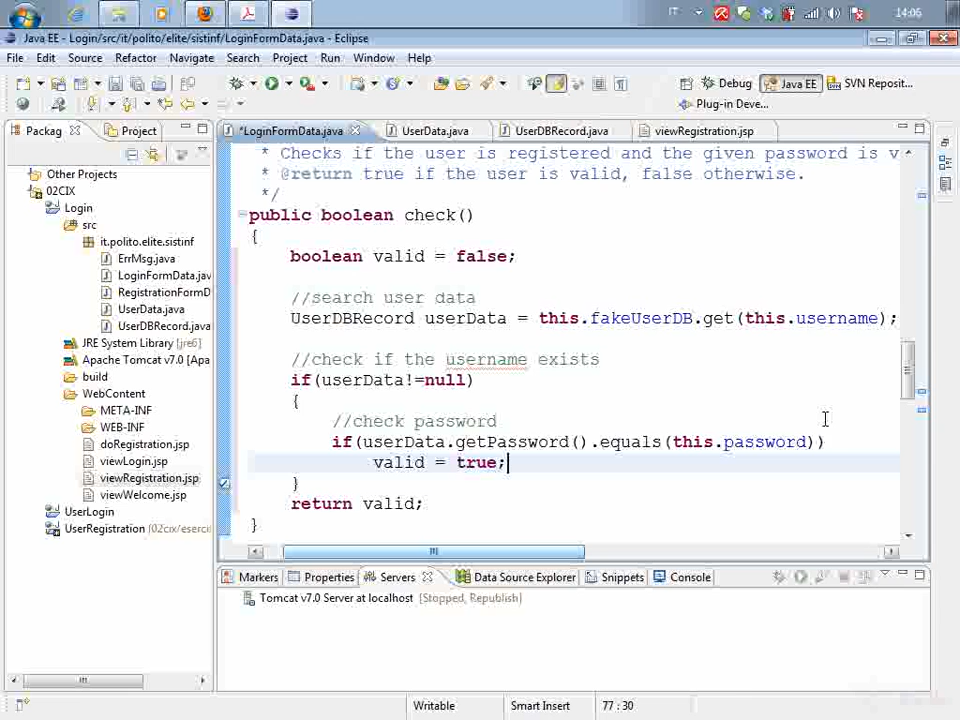 IT
14:06
Java EE - Login/src/it/polito/elite/sistinf/LoginFormData.java - Eclipse
File Edit Source Refactor Navigate Search Project Run Window Help
Debug Java EE SVN Repost...
Plug-in Deve...
Packag Project
*LoginFormData.java UserData.java UserDBRecord.java viewRegistration.jsp
Other Projects
02CIX
Login
src
it.polito.elite.sistinf
ErrMsg.java
LoginFormData.jav
RegistrationFormD
UserData.java
UserDBRecord.java
JRE System Library [jre6]
Apache Tomcat v7.0 [Apa
build
WebContent
META-INF
WEB-INF
doRegistration.jsp
viewLogin.jsp
viewRegistration.jsp
viewWelcome.jsp
UserLogin
UserRegistration (02cix/eserci
* Checks if the user is registered and the given password is v
* @return true if the user is valid, false otherwise.
*/
public boolean check()
{
boolean valid = false;
//search user data
UserDBRecord userData = this.fakeUserDB.get(this.username);
//check if the username exists
if(userData!=null)
{
//check password
if(userData.getPassword().equals(this.password))
valid = true;
}
return valid;
}
Markers Properties Servers Data Source Explorer Snippets Console
Tomcat v7.0 Server at localhost [Stopped, Republish]
Writable Smart Insert 77 : 30